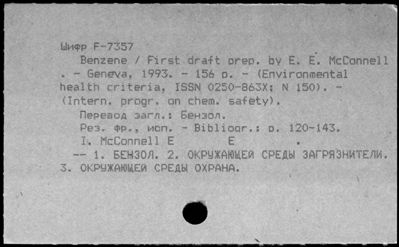 Шифр F-7357
Benzene / First draft prep. by E. E. McConnell
. - Geneva, 1993. - 156 p. - (Environmental
health criteria, ISSN 0250-863X; N 150). -
(Intern. progr. on chem. safety).
Перевод загл.: Бензол.
Рез. фр., исп. - Bibliogr.: p. 120-143.
I. McConnell E E .
-- 1. БЕНЗОЛ. 2. ОКРУЖАЮЩЕЙ СРЕДЫ ЗАГРЯЗНИТЕЛИ.
3. ОКРУЖАЮЩЕЙ СРЕДЫ ОХРАНА.